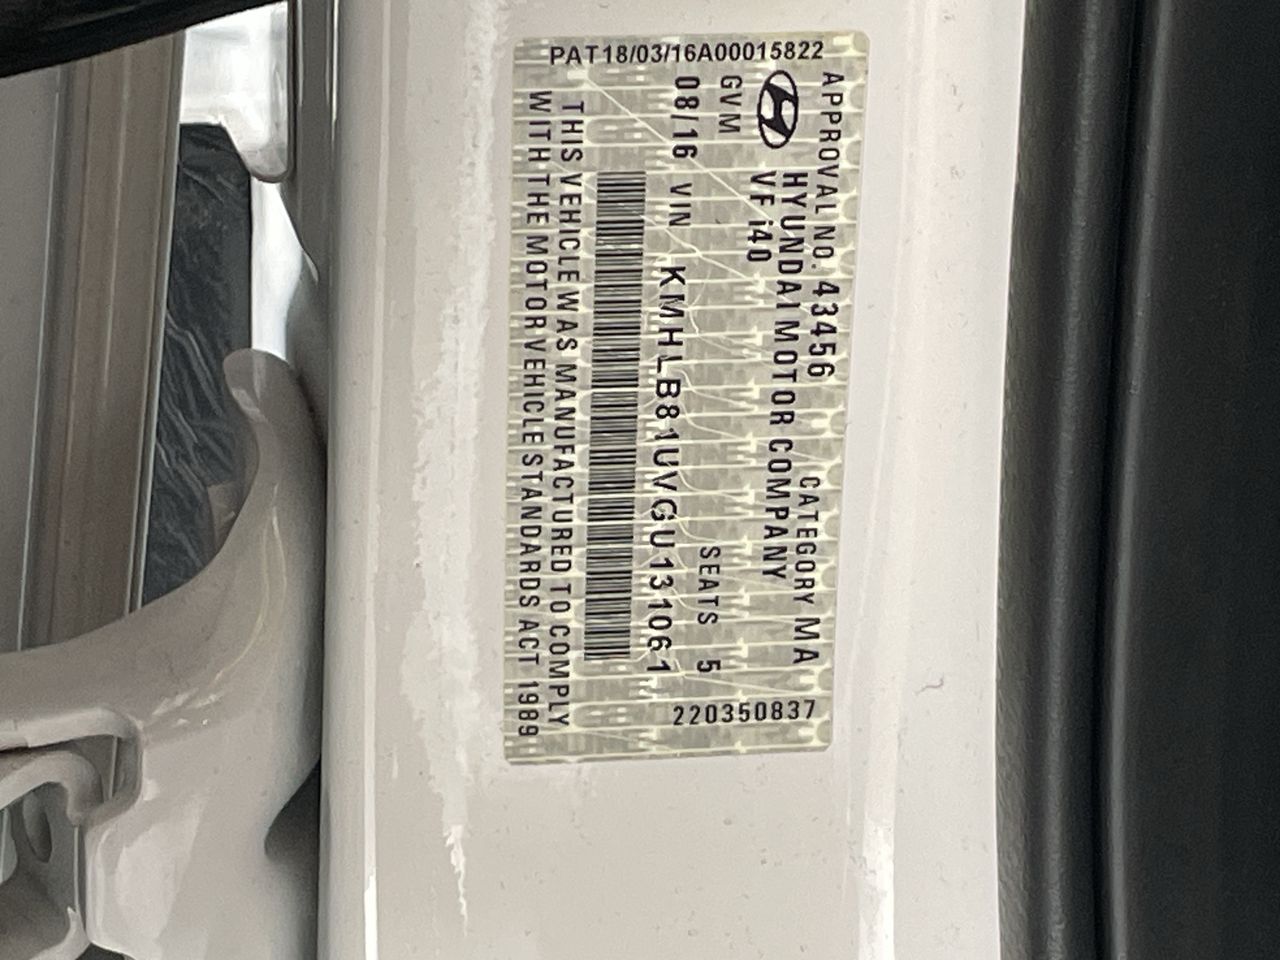 PAT18/03/16A00015822
APPROVAL NO. 43456 CATEGORY MA
HYUNDAI MOTOR COMPANY
VF i40
GVM SEATS 5
08/16 VIN KMHLB81UVGU131061
THIS VEHICLE WAS MANUFACTURED TO COMPLY
WITH THE MOTOR VEHICLE STANDARDS ACT 1989
220350837